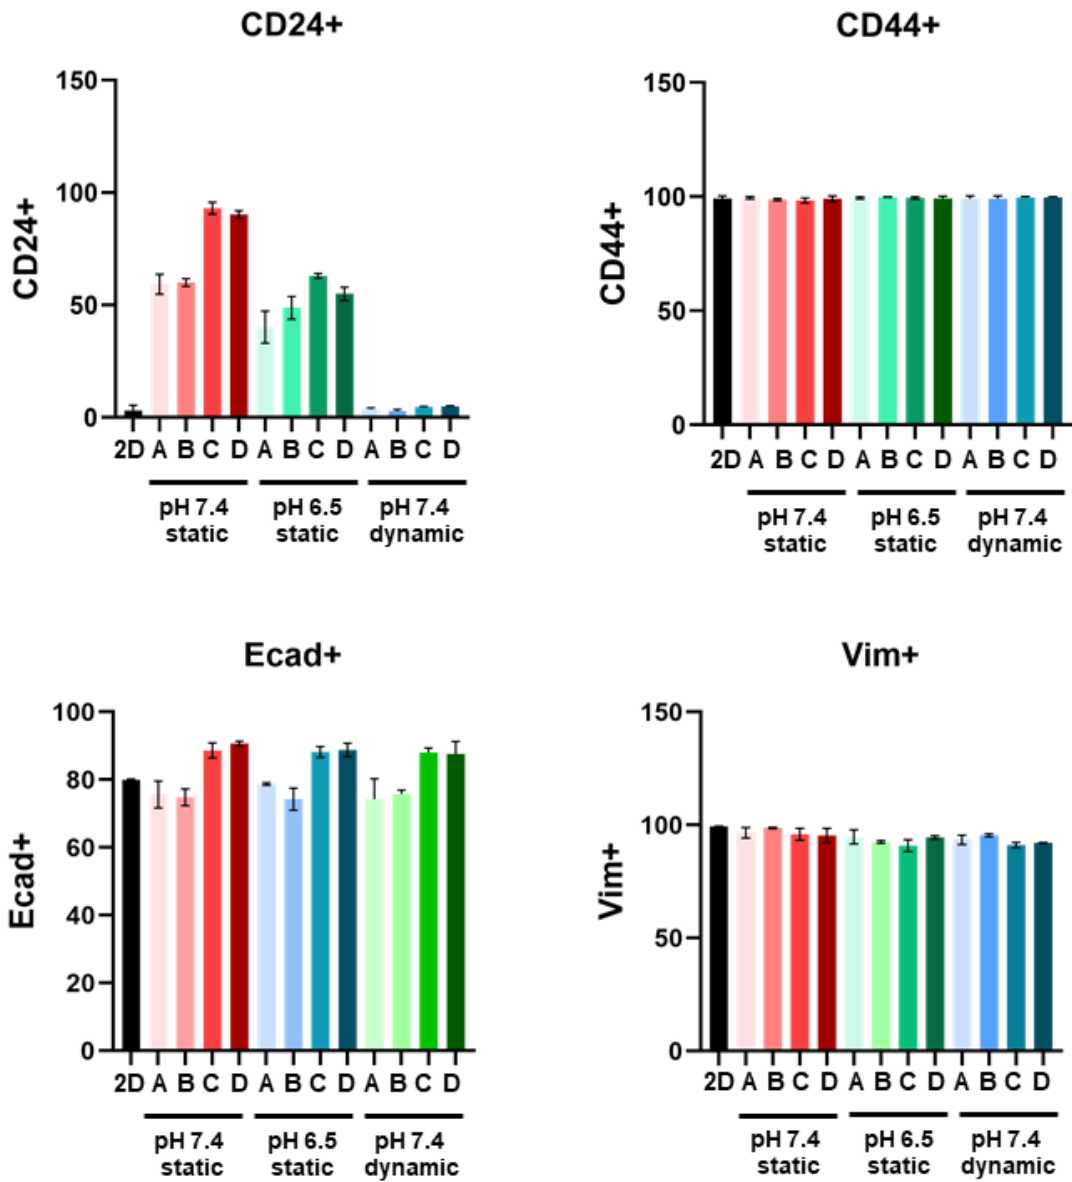 CD24+
CD24+
150
100
50
0
2D A B C D A B C D A B C D
pH 7.4 static
pH 6.5 static
pH 7.4 dynamic
CD44+
CD44+
150
100
50
0
2D A B C D A B C D A B C D
pH 7.4 static
pH 6.5 static
pH 7.4 dynamic
Ecad+
Ecad+
100
80
60
40
20
0
2D A B C D A B C D A B C D
pH 7.4 static
pH 6.5 static
pH 7.4 dynamic
Vim+
Vim+
150
100
50
0
2D A B C D A B C D A B C D
pH 7.4 static
pH 6.5 static
pH 7.4 dynamic